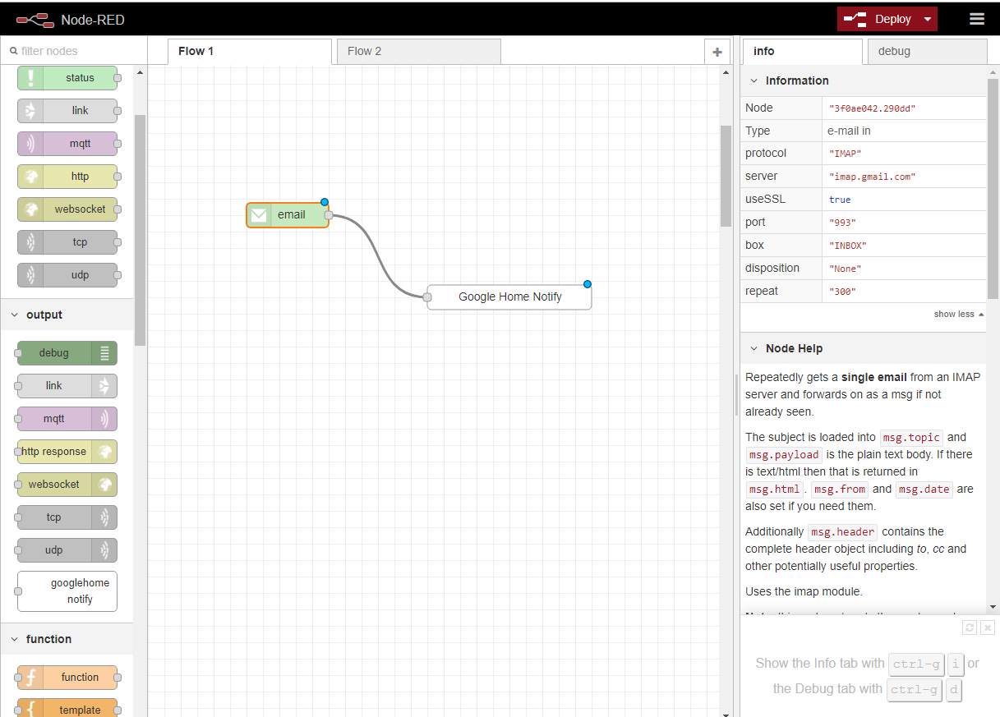 Node-RED
Deploy
filter nodes
status
link
mqtt
http
websocket
tcp
udp
output
debug
link
mqtt
http response
websocket
tcp
udp
googlehome
notify
function
function
template
Flow 1
Flow 2
email
Google Home Notify
info
debug
Information
Node "3f0ae042.290dd"
Type e-mail in
protocol "IMAP"
server "imap.gmail.com"
useSSL true
port "993"
box "INBOX"
disposition "None"
repeat "300"
show less
Node Help
Repeatedly gets a single email from an IMAP
server and forwards on as a msg if not
already seen.
The subject is loaded into msg.topic and
msg.payload is the plain text body. If there
is text/html then that is returned in
msg.html . msg.from and msg.date are
also set if you need them.
Additionally msg.header contains the
complete header object including to, cc and
other potentially useful properties.
Uses the imap module.
Show the Info tab with ctrl-g i or
the Debug tab with ctrl-g d